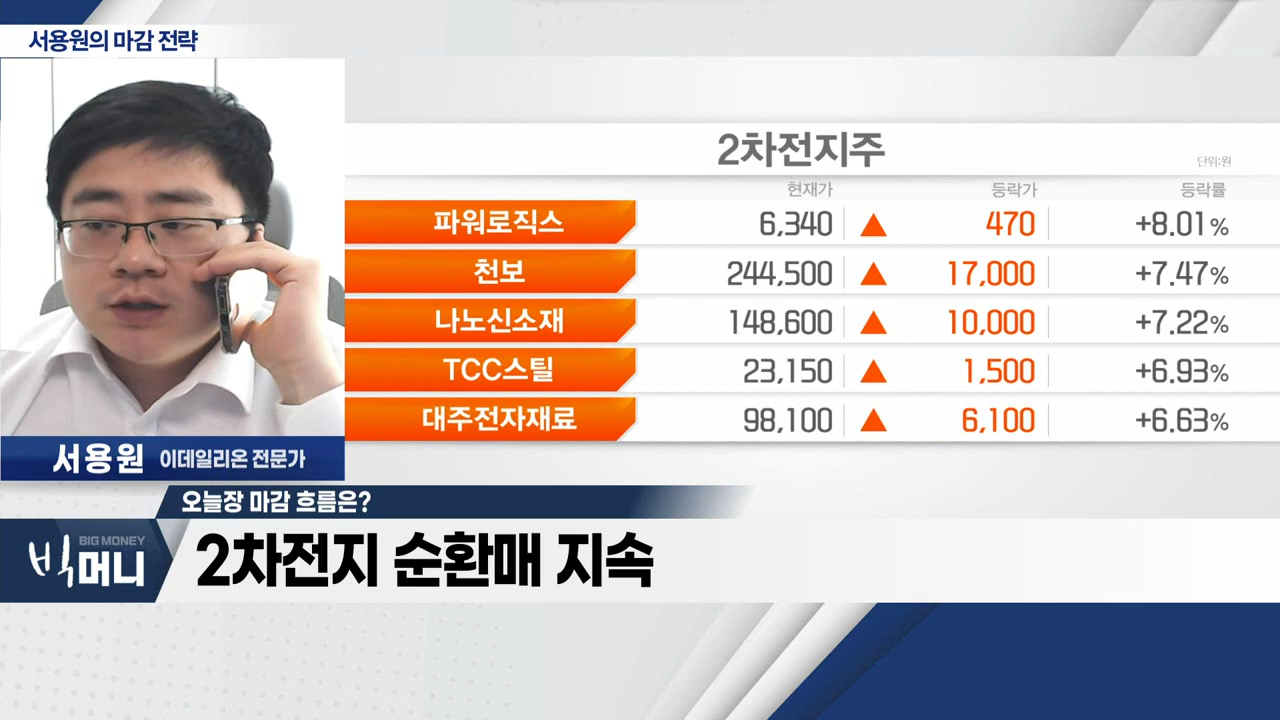 서용원의 마감 전략
2차전지주
단위:원
현재가 등락가 등락률
파워로직스 6,340 ▲ 470 +8.01%
천보 244,500 ▲ 17,000 +7.47%
나노신소재 148,600 ▲ 10,000 +7.22%
TCC스틸 23,150 ▲ 1,500 +6.93%
대주전자재료 98,100 ▲ 6,100 +6.63%
서용원 이데일리온 전문가
오늘장 마감 흐름은?
BIG MONEY
빅머니
2차전지 순환매 지속